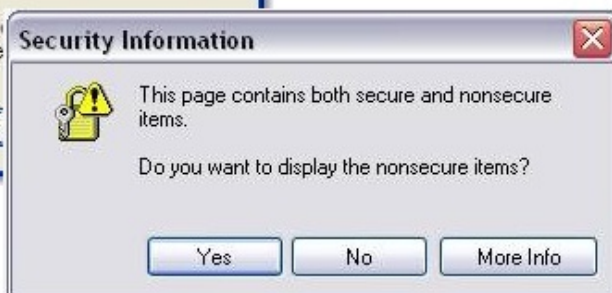 Security Information
This page contains both secure and nonsecure
items.
Do you want to display the nonsecure items?
Yes
No
More Info